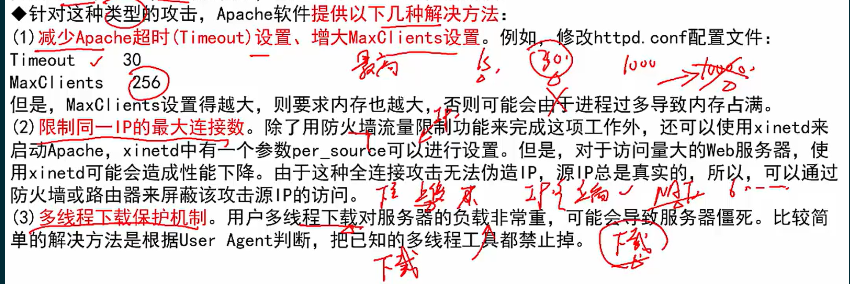 ◆针对这种类型的攻击，Apache软件提供以下几种解决方法：
(1)减少Apache超时(Timeout)设置、增大MaxClients设置。例如，修改httpd.conf配置文件：
Timeout 30
MaxClients 256
但是，MaxClients设置得越大，则要求内存也越大，否则可能会由于进程过多导致内存占满。
(2)限制同一IP的最大连接数。除了用防火墙流量限制功能来完成这项工作外，还可以使用xinetd来
启动Apache，xinetd中有一个参数per_source可以进行设置。但是，对于访问量大的Web服务器，使
用xinetd可能会造成性能下降。由于这种全连接攻击无法伪造IP，源IP总是真实的，所以，可以通过
防火墙或路由器来屏蔽该攻击源IP的访问。
(3)多线程下载保护机制。用户多线程下载对服务器的负载非常重，可能会导致服务器僵死。比较简
单的解决方法是根据User Agent判断，把已知的多线程工具都禁止掉。
下载
下载